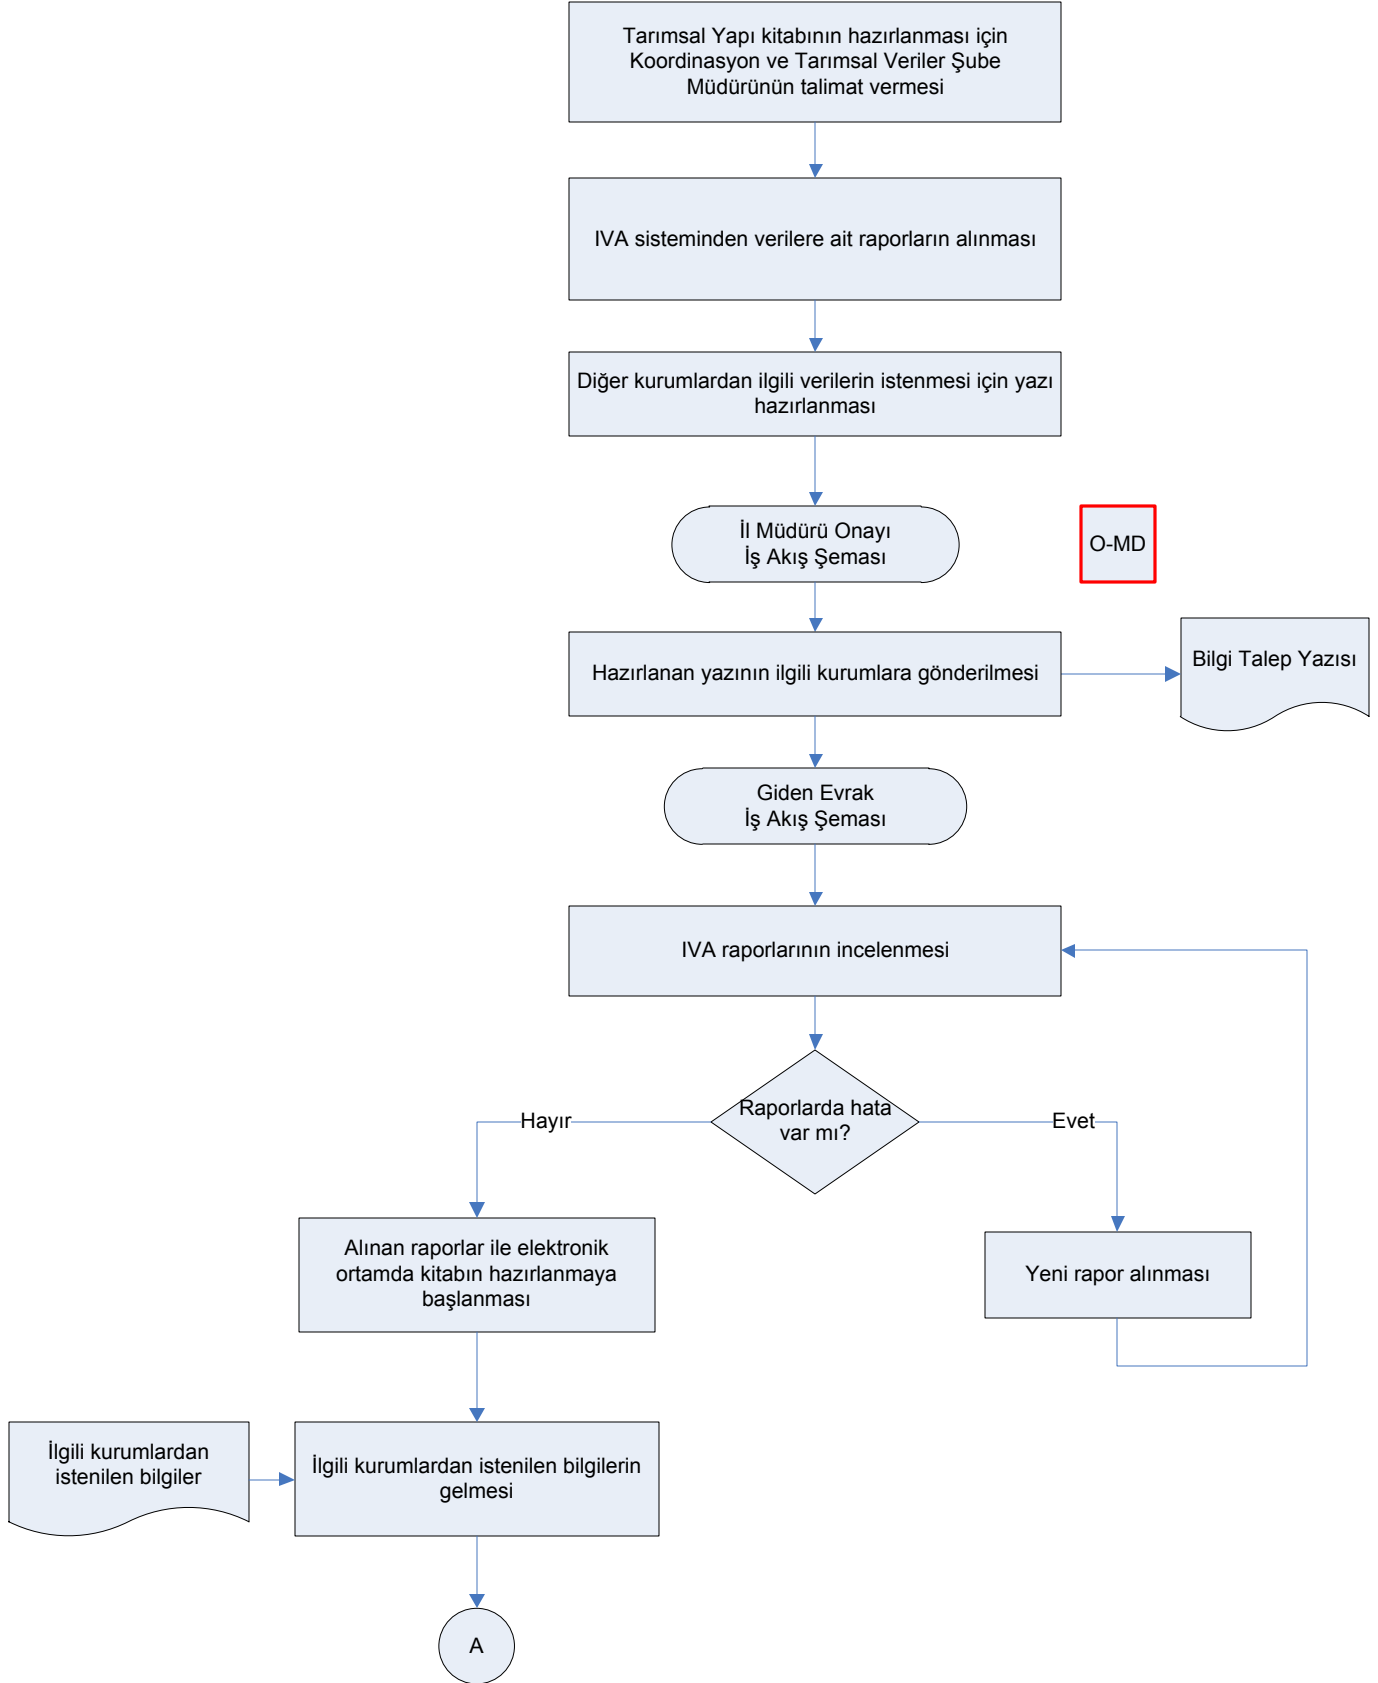 Tarımsal Yapı kitabının hazırlanması için
Koordinasyon ve Tarımsal Veriler Şube
Müdürünün talimat vermesi
IVA sisteminden verilere ait raporların alınması
Diğer kurumlardan ilgili verilerin istenmesi için yazı
hazırlanması
İl Müdürü Onayı
İş Akış Şeması
O-MD
Hazırlanan yazının ilgili kurumlara gönderilmesi
Bilgi Talep Yazısı
Giden Evrak
İş Akış Şeması
IVA raporlarının incelenmesi
Raporlarda hata
var mı?
Hayır
Evet
Alınan raporlar ile elektronik
ortamda kitabın hazırlanmaya
başlanması
Yeni rapor alınması
İlgili kurumlardan
istenilen bilgiler
İlgili kurumlardan istenilen bilgilerin
gelmesi
A